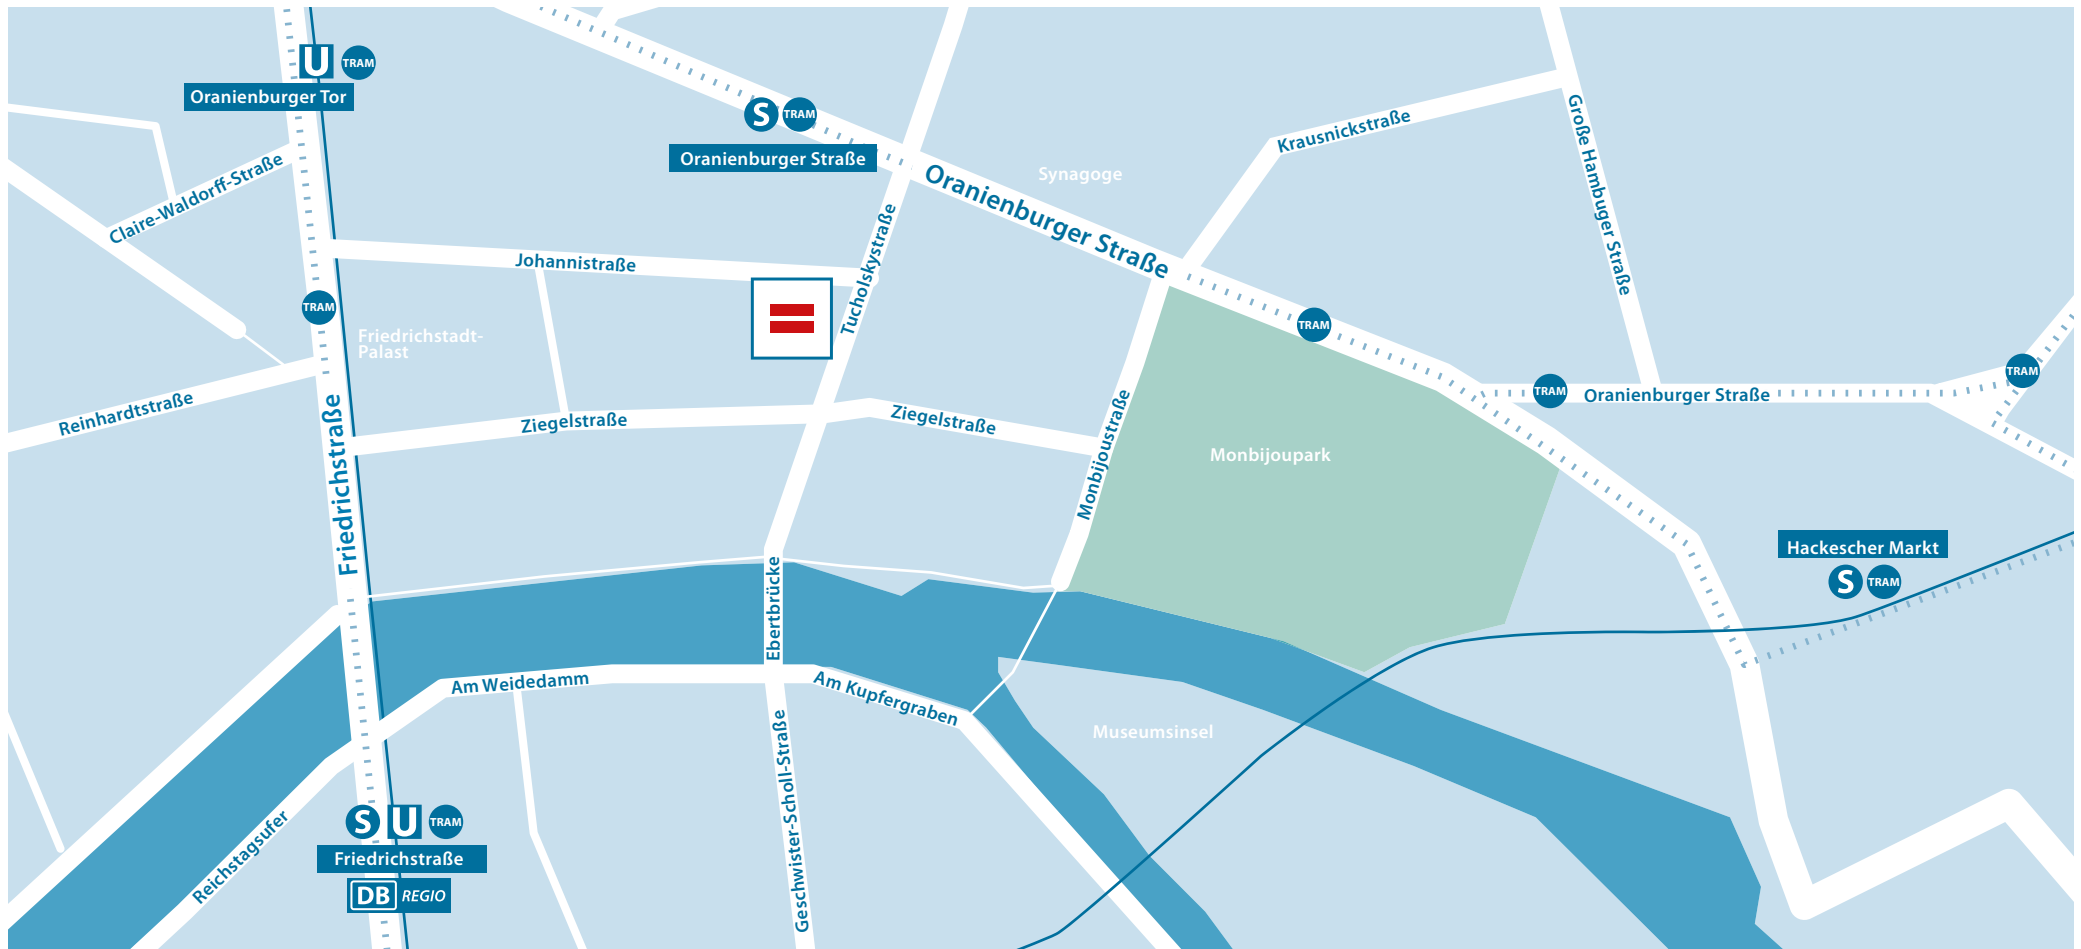 U
TRAM
Oranienburger Tor
S
TRAM
Oranienburger Straße
Oranienburger Straße
Synagoge
Krausnickstraße
Große Hambuger Straße
Claire-Waldorff-Straße
Johannistraße
Tucholskystraße
TRAM
Friedrichstadt-
Palast
TRAM
TRAM
TRAM
Oranienburger Straße
Reinhardtstraße
Friedrichstraße
Ziegelstraße
Ziegelstraße
Monbijoustraße
Monbijoupark
Hackescher Markt
S
TRAM
Ebertbrücke
Am Weidedamm
Am Kupfergraben
Museumsinsel
Geschwister-Scholl-Straße
Reichstagsufer
S
U
TRAM
Friedrichstraße
DB REGIO